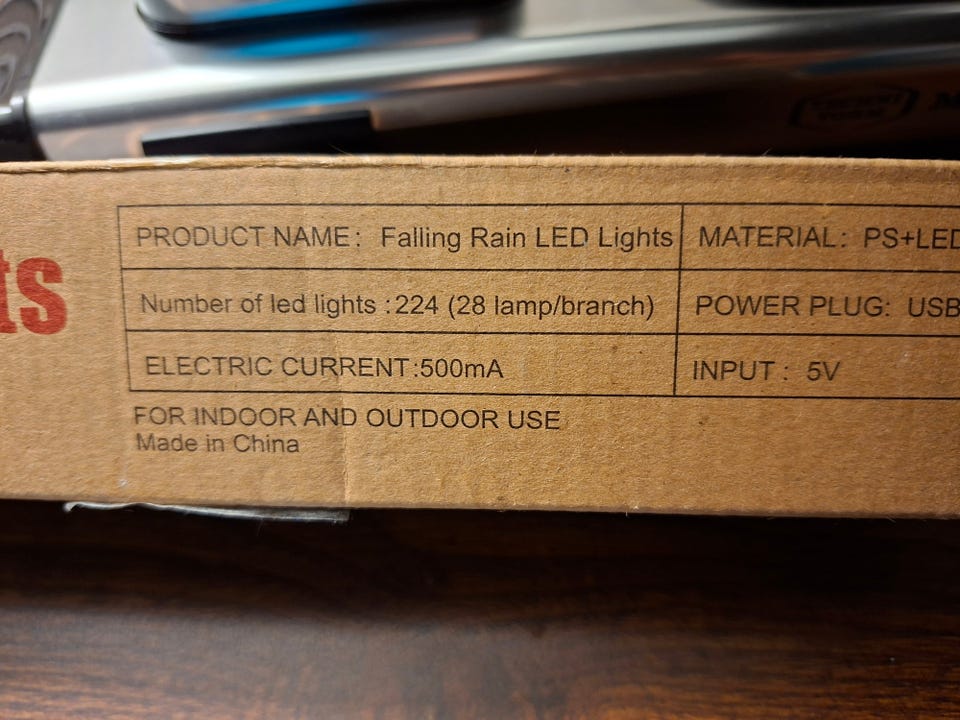 ts
PRODUCT NAME: Falling Rain LED Lights MATERIAL: PS+LED
Number of led lights :224 (28 lamp/branch) POWER PLUG: USB
ELECTRIC CURRENT:500mA INPUT: 5V
FOR INDOOR AND OUTDOOR USE
Made in China